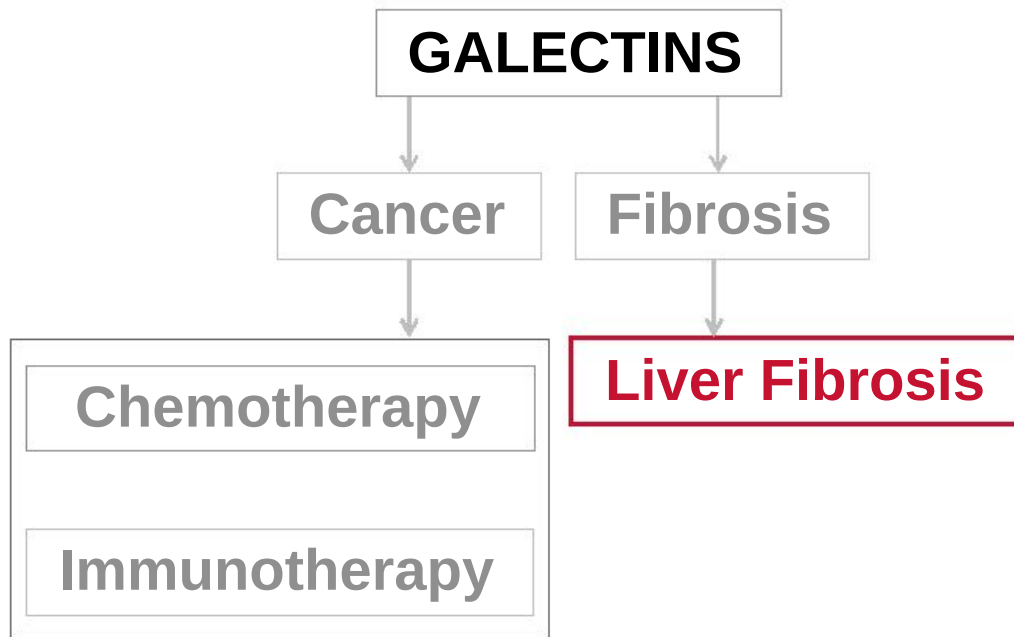 GALECTINS
Cancer
Fibrosis
Chemotherapy
Liver Fibrosis
Immunotherapy